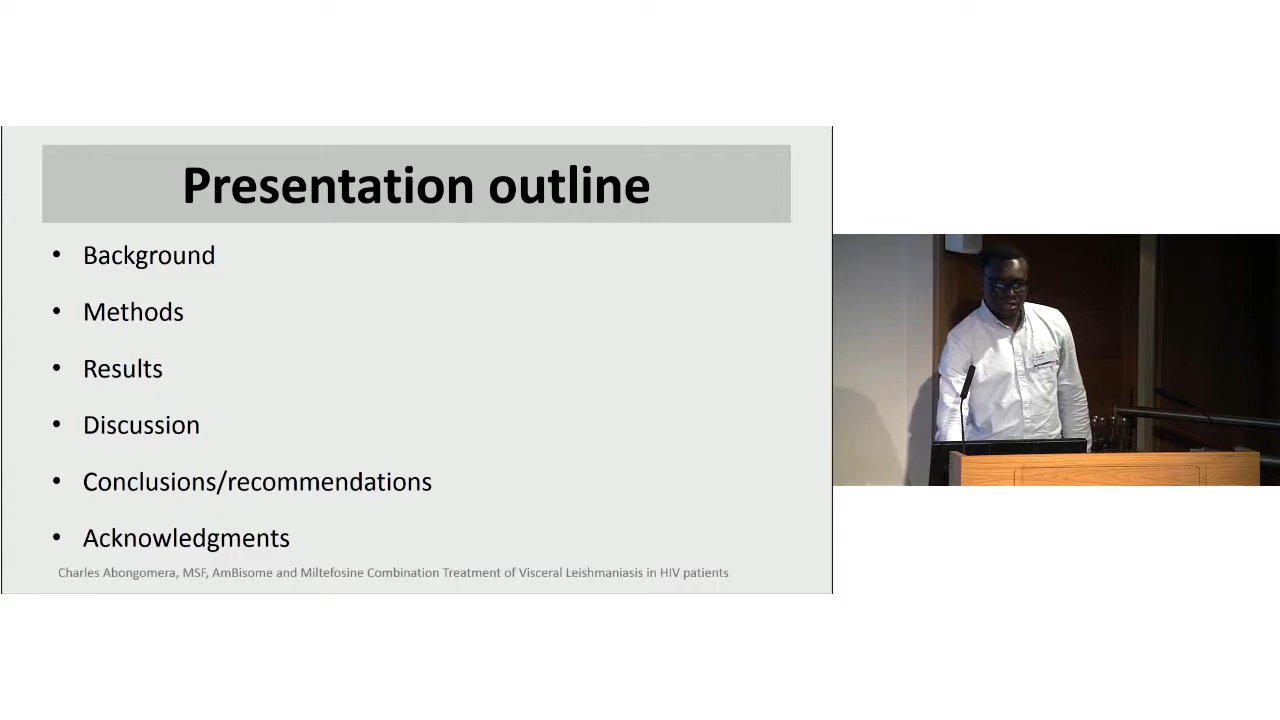 Presentation outline
• Background
• Methods
• Results
• Discussion
• Conclusions/recommendations
• Acknowledgments
Charles Abongomera, MSF, AmBisome and Miltefosine Combination Treatment of Visceral Leishmaniasis in HIV patients